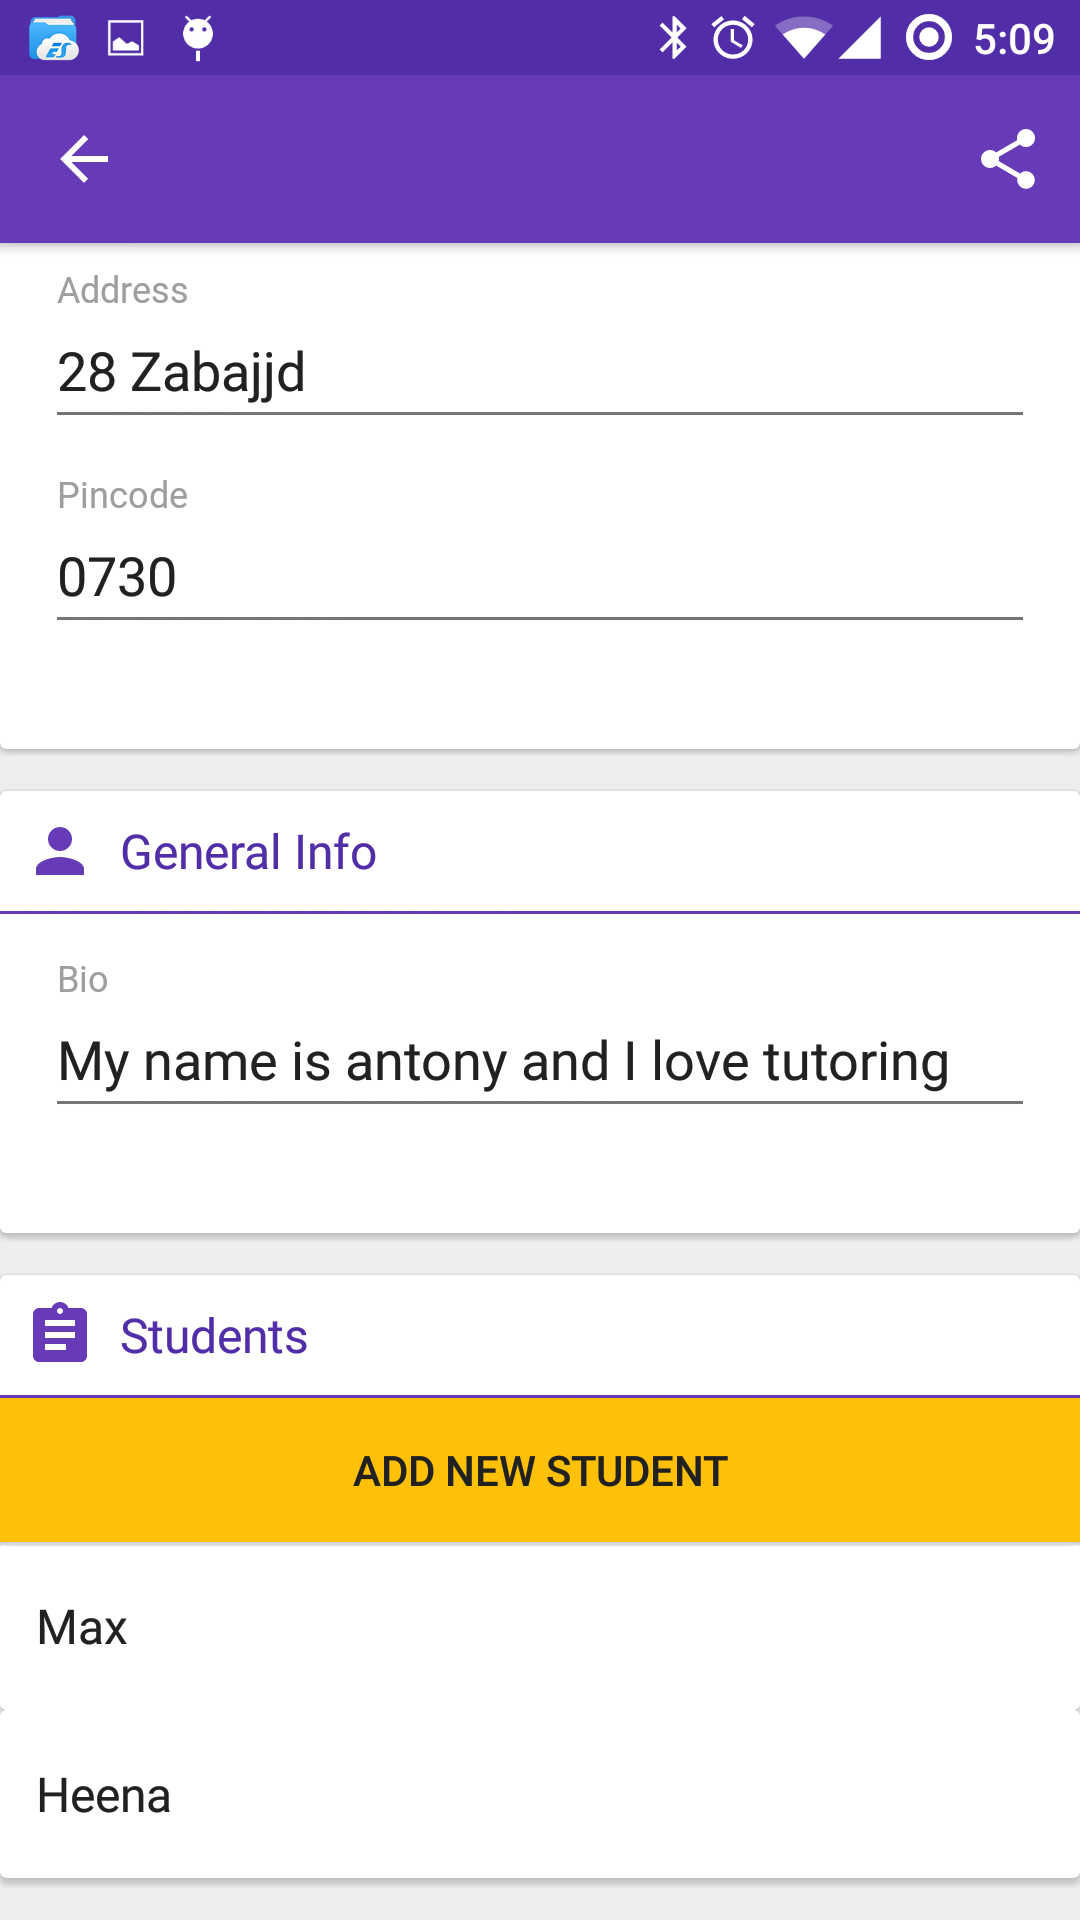 ES
5:09
Address
28 Zabajjd
Pincode
0730
General Info
Bio
My name is antony and I love tutoring
Students
ADD NEW STUDENT
Max
Heena